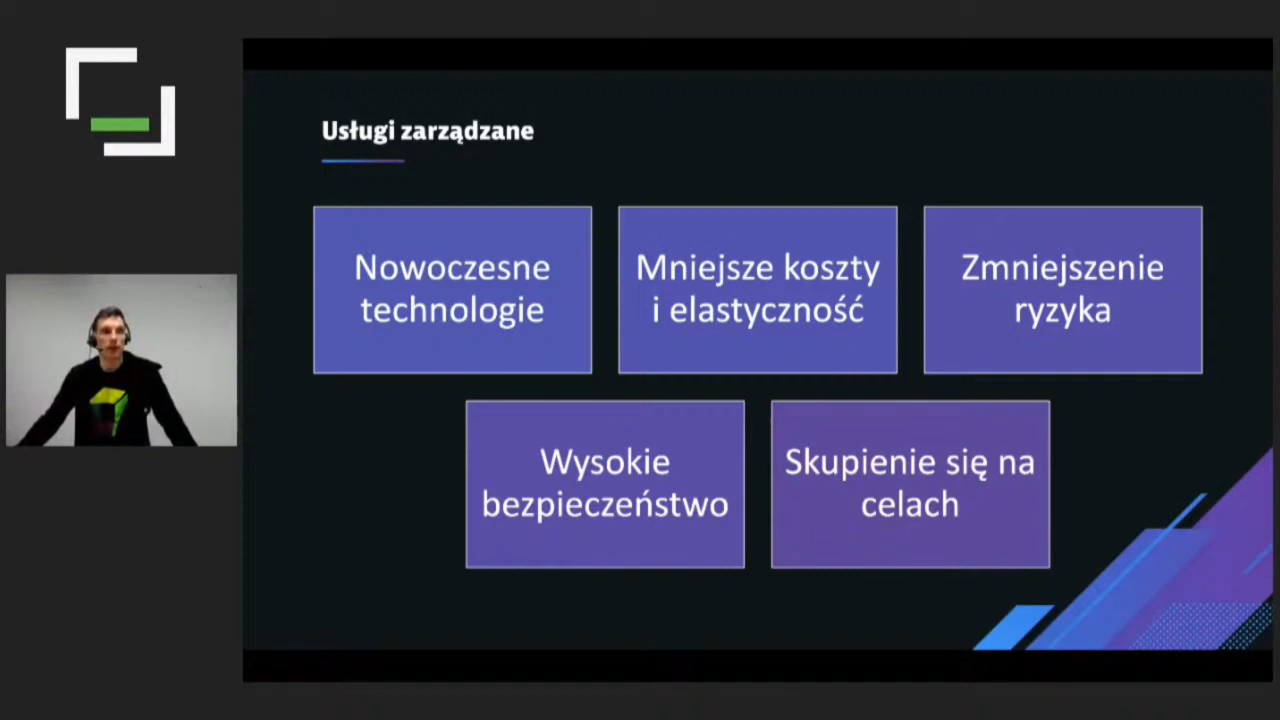 Usługi zarządzane
Nowoczesne
technologie
Mniejsze koszty
i elastyczność
Zmniejszenie
ryzyka
Wysokie
bezpieczeństwo
Skupienie się na
celach